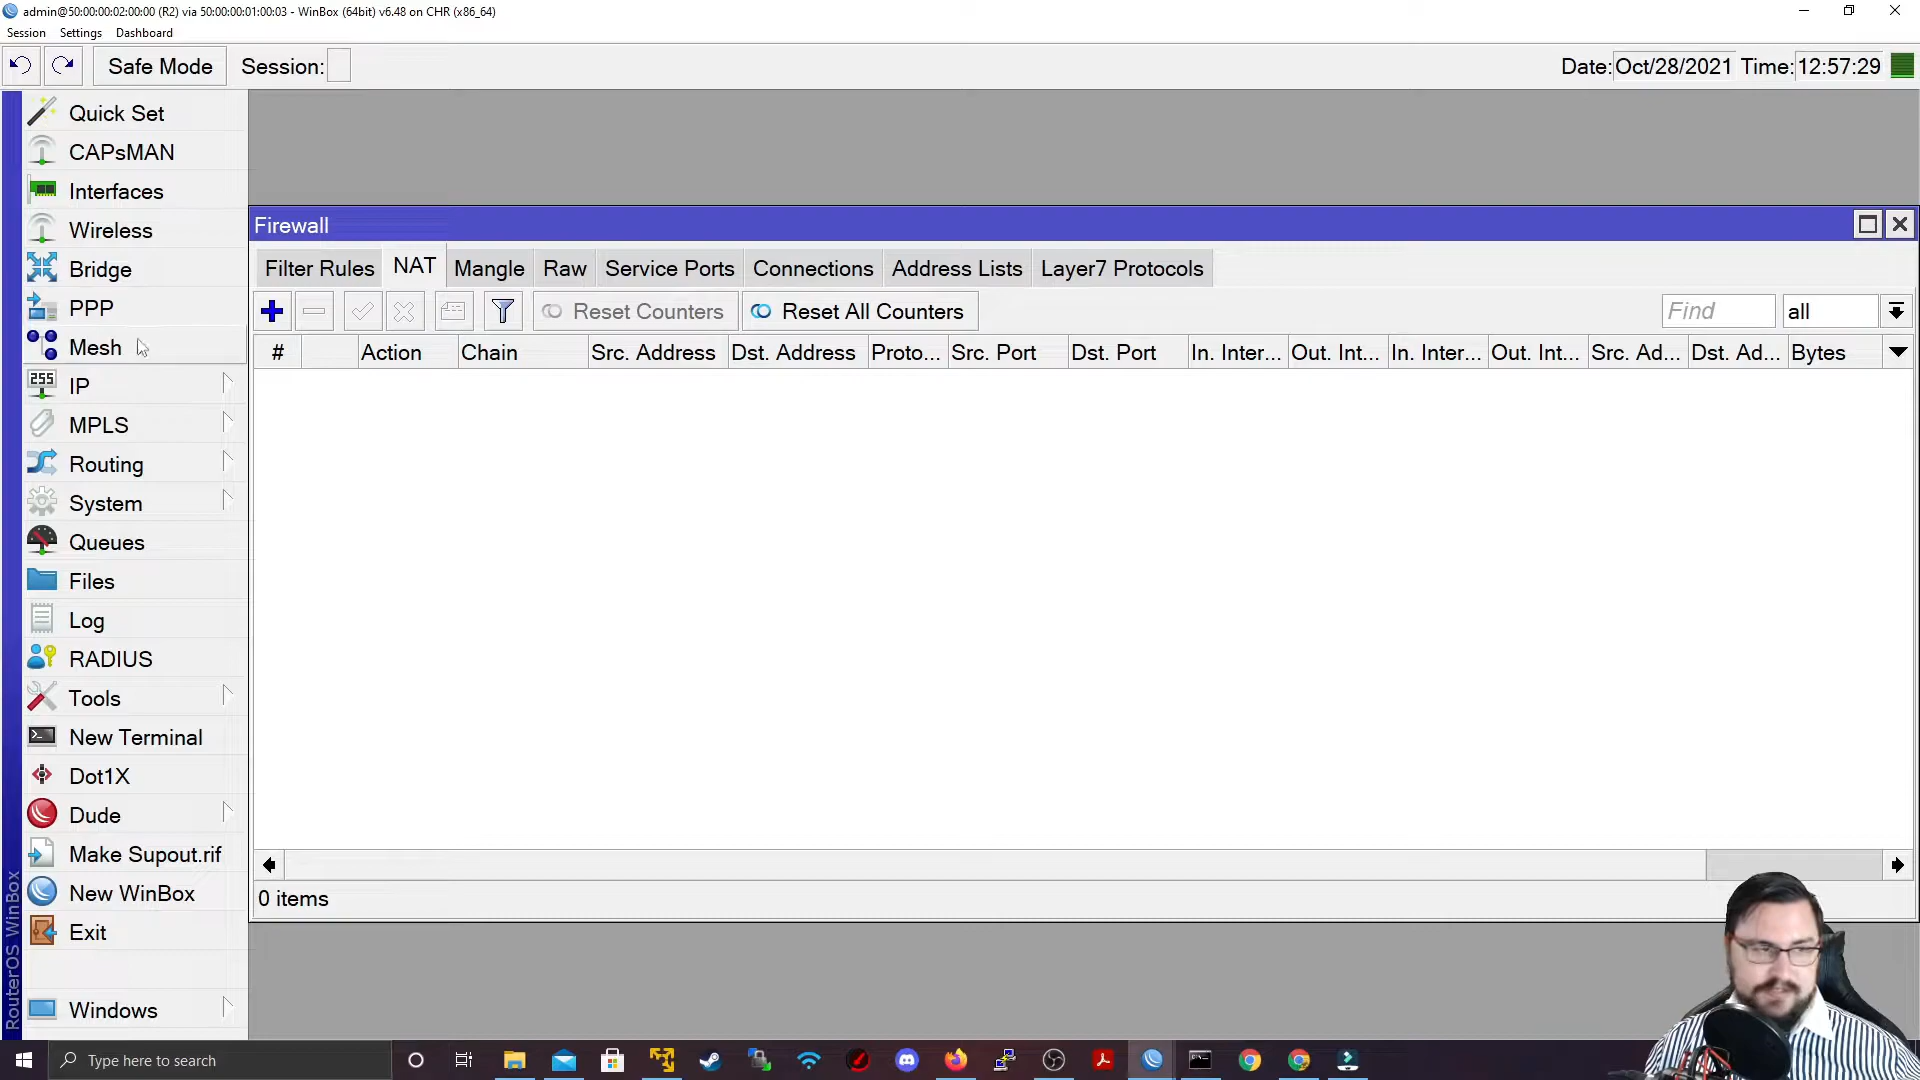 admin@50:00:00:02:00:00 (R2) via 50:00:00:01:00:03 - WinBox (64bit) v6.48 on CHR (x86_64)
Session Settings Dashboard
Safe Mode Session: Date: Oct/28/2021 Time: 12:57:29
Quick Set
CAPsMAN
Interfaces
Wireless
Bridge
PPP
Mesh
255 IP
MPLS
Routing
System
Queues
Files
Log
RADIUS
Tools
New Terminal
Dot1X
Dude
Make Supout.rif
New WinBox
Exit
Windows
RouterOS WinBox
Firewall
Filter Rules NAT Mangle Raw Service Ports Connections Address Lists Layer7 Protocols
Reset Counters Reset All Counters Find all
# Action Chain Src. Address Dst. Address Proto... Src. Port Dst. Port In. Inter... Out. Int... In. Inter... Out. Int... Src. Ad... Dst. Ad... Bytes
0 items
Type here to search